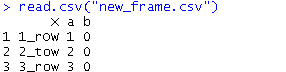 > read.csv("new_frame.csv")
X a b
1 1_row 1 0
2 2_tow 2 0
3 3_row 3 0